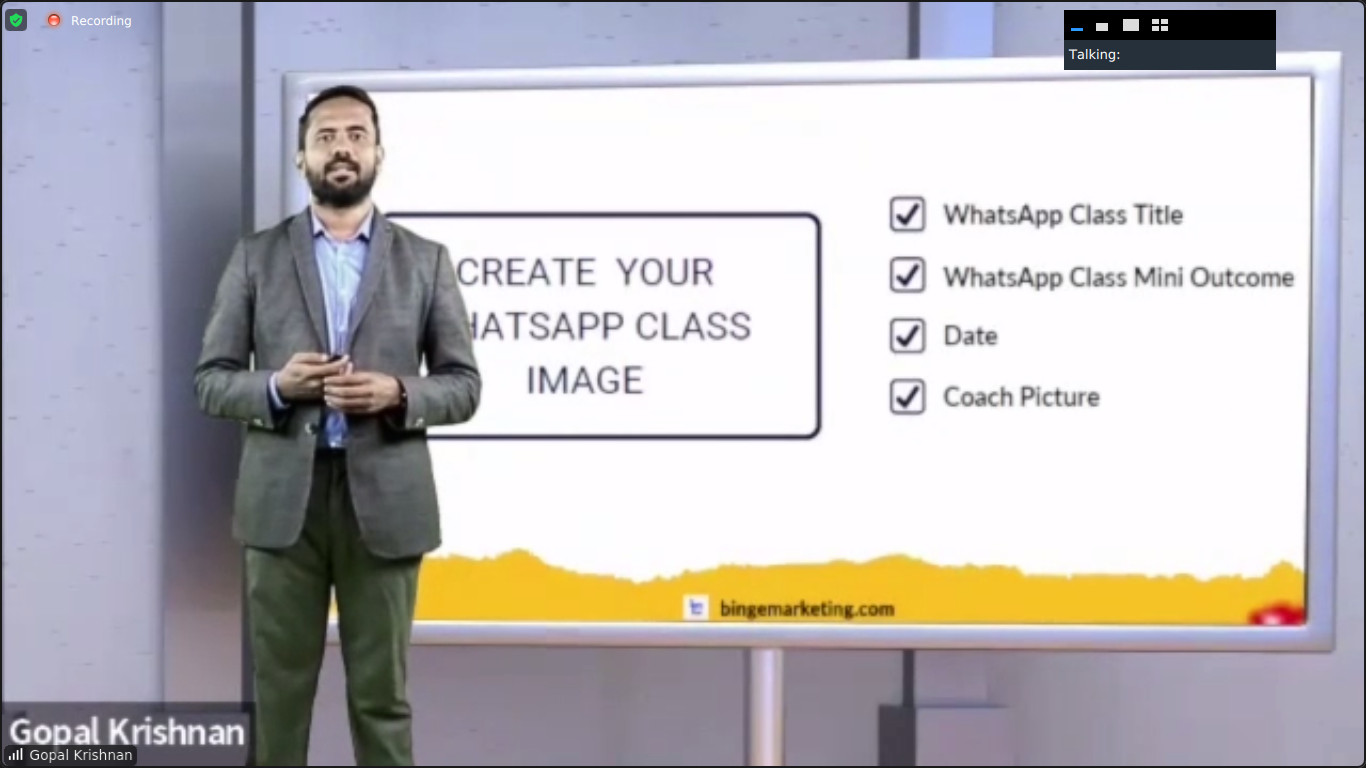 Recording
Talking:
CREATE YOUR
HATSAPP CLASS
IMAGE
WhatsApp Class Title
WhatsApp Class Mini Outcome
Date
Coach Picture
bingemarketing.com
Gopal Krishnan
Gopal Krishnan